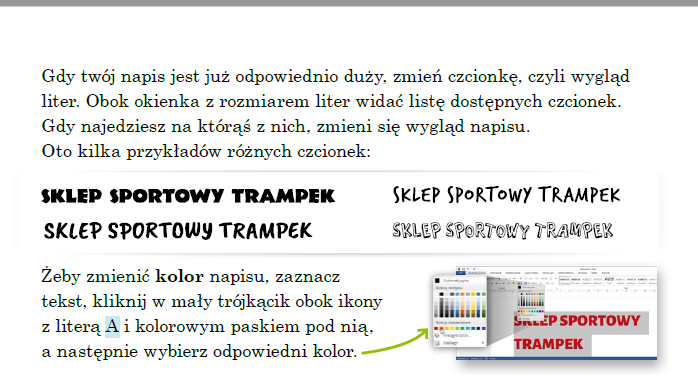 Gdy twój napis jest już odpowiednio duży, zmień czcionkę, czyli wygląd
liter. Obok okienka z rozmiarem liter widać listę dostępnych czcionek.
Gdy najedziesz na którąś z nich, zmieni się wygląd napisu.
Oto kilka przykładów różnych czcionek:
SKLEP SPORTOWY TRAMPEK
SKLEP SPORTOWY TRAMPEK
SKLEP SPORTOWY TRAMPEK
SKLEP SPORTOWY TRAMPEK
Żeby zmienić kolor napisu, zaznacz
tekst, kliknij w mały trójkącik obok ikony
z literą A i kolorowym paskiem pod nią,
a następnie wybierz odpowiedni kolor.
SKLEP SPORTOWY
TRAMPEK